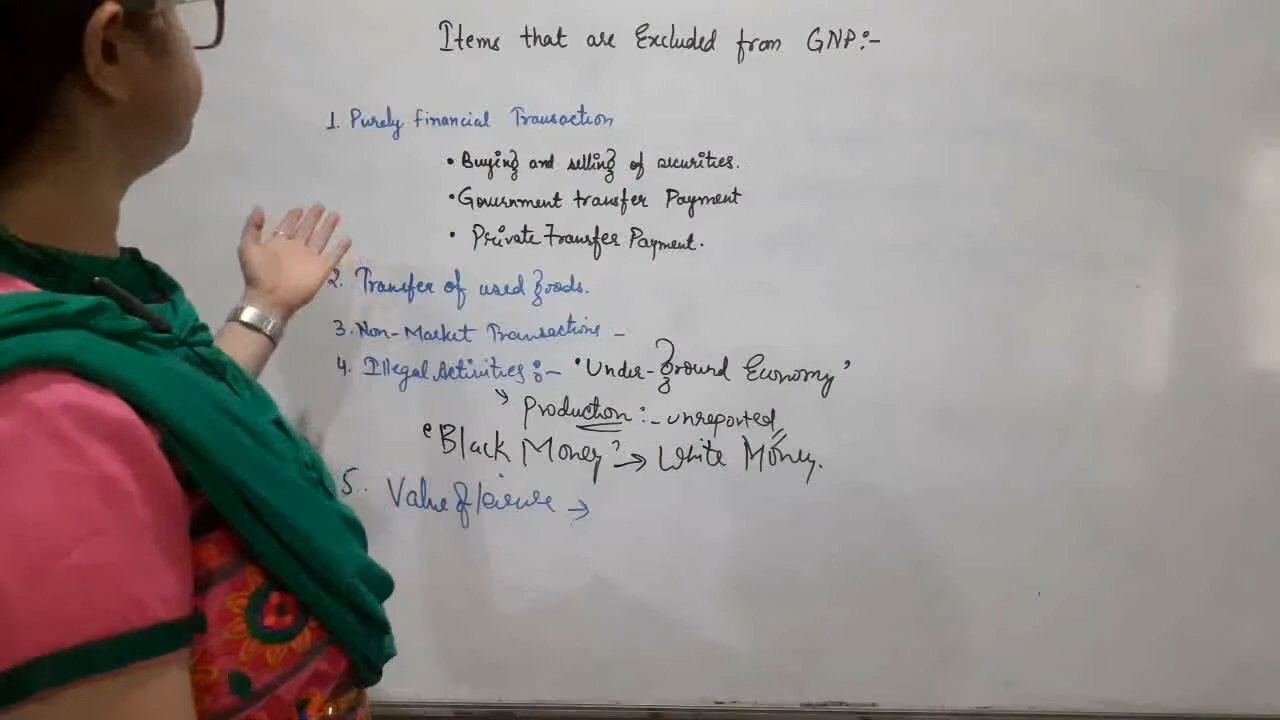 Items that are Excluded from GNP:-
1. Purely financial Transaction
• Buying and selling of securities.
• Government transfer Payment
• Private Transfer Payment.
2. Transfer of used goods.
3. Non-Market Transactions -
4. Illegal Activities :- 'Under-ground Economy'
→ Production :- unreported
'Black Money' → White Money.
5. Value of leisure →